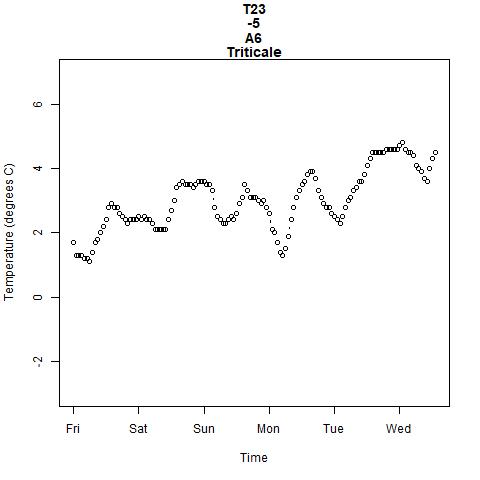 T23
-5
A6
Triticale
Temperature (degrees C)
6
4
2
0
-2
Fri Sat Sun Mon Tue Wed
Time